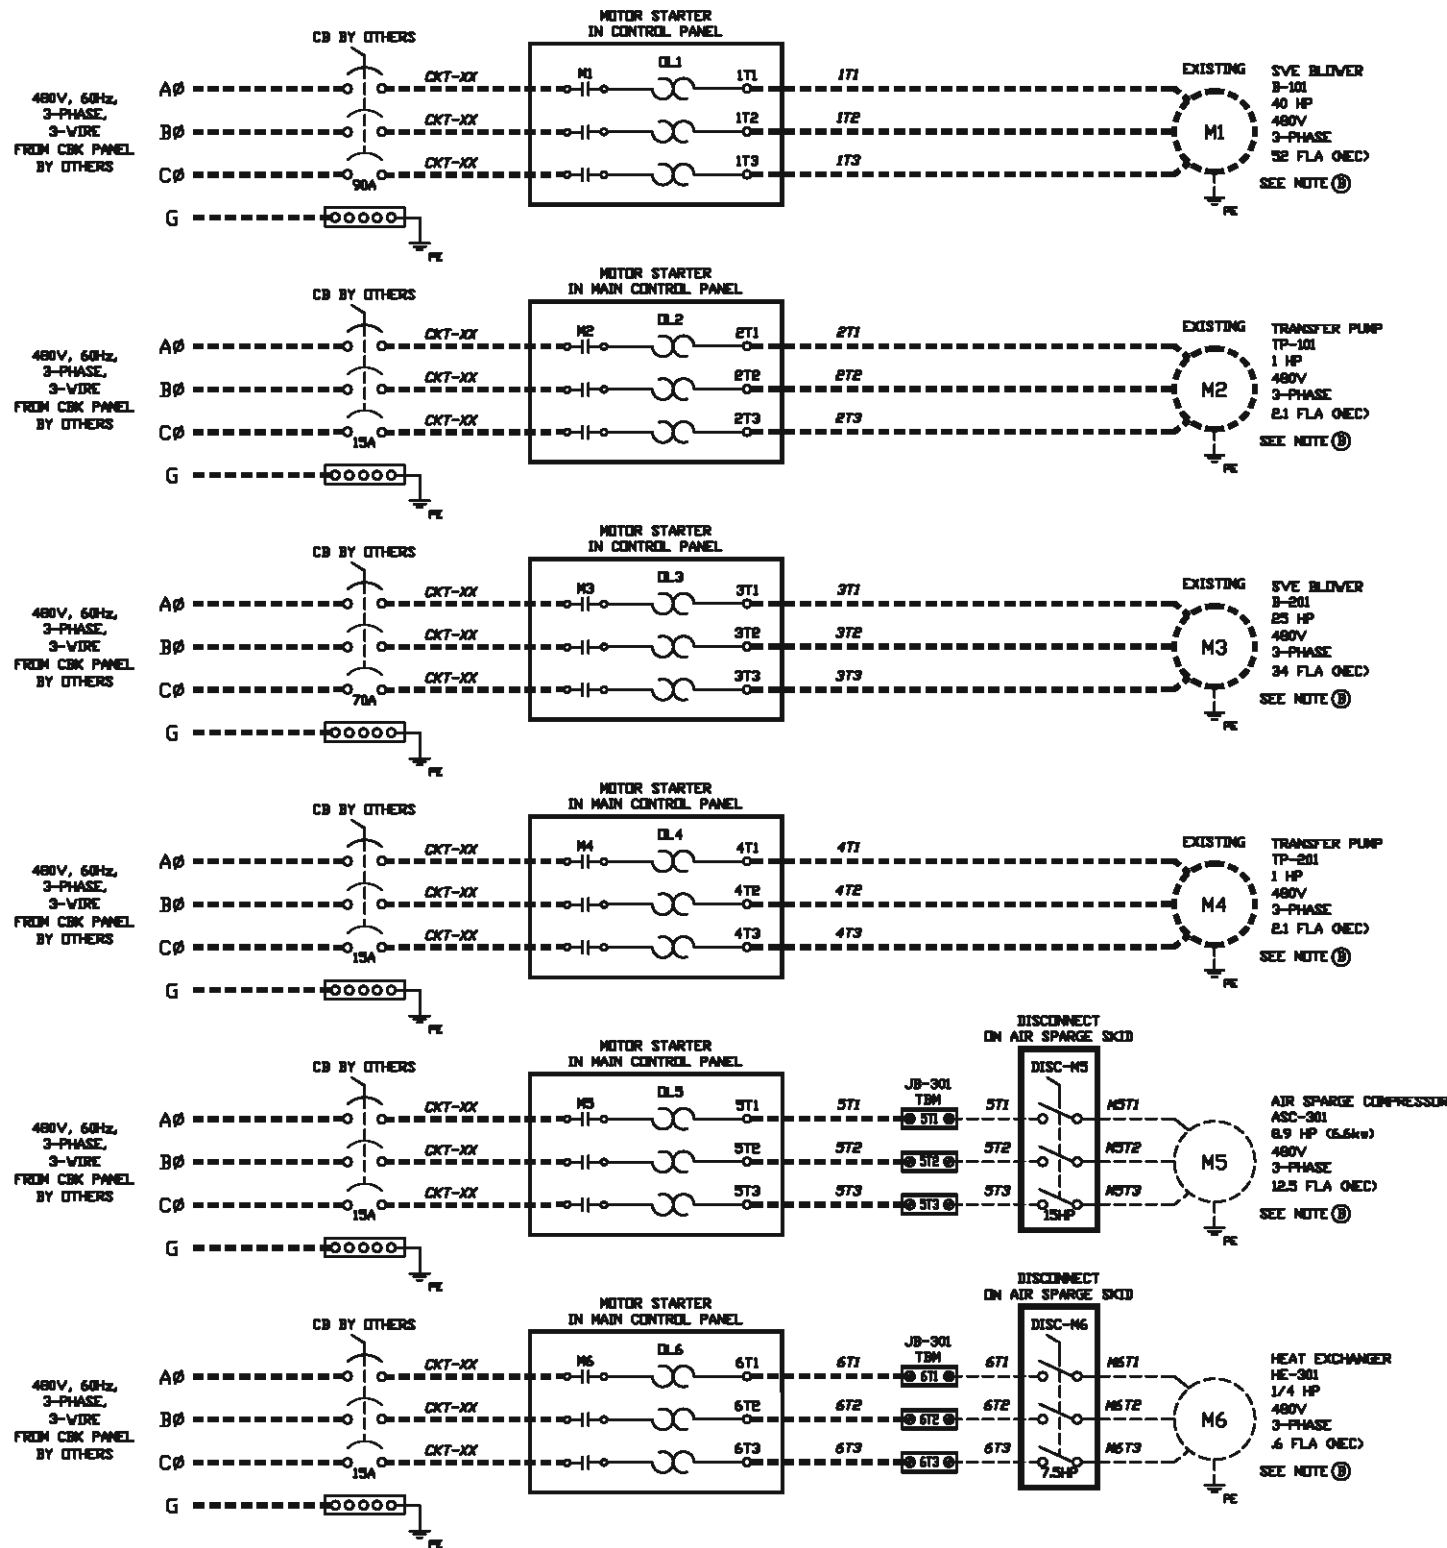 MOTOR STARTER
IN CONTROL PANEL
CB BY OTHERS
480V, 60Hz,
3-PHASE,
3-WIRE
FROM CBK PANEL
BY OTHERS
AØ CKT-XX M1 OL1 1T1 1T1
BØ CKT-XX 1T2 1T2
CØ CKT-XX 1T3 1T3
90A
G
PE
EXISTING
M1
PE
SVE BLOWER
B-101
40 HP
480V
3-PHASE
52 FLA (NEC)
SEE NOTE B
MOTOR STARTER
IN MAIN CONTROL PANEL
CB BY OTHERS
480V, 60Hz,
3-PHASE,
3-WIRE
FROM CBK PANEL
BY OTHERS
AØ CKT-XX M2 OL2 2T1 2T1
BØ CKT-XX 2T2 2T2
CØ CKT-XX 2T3 2T3
15A
G
PE
EXISTING
M2
PE
TRANSFER PUMP
TP-101
1 HP
480V
3-PHASE
2.1 FLA (NEC)
SEE NOTE B
MOTOR STARTER
IN CONTROL PANEL
CB BY OTHERS
480V, 60Hz,
3-PHASE,
3-WIRE
FROM CBK PANEL
BY OTHERS
AØ CKT-XX M3 OL3 3T1 3T1
BØ CKT-XX 3T2 3T2
CØ CKT-XX 3T3 3T3
70A
G
PE
EXISTING
M3
PE
SVE BLOWER
B-201
25 HP
480V
3-PHASE
34 FLA (NEC)
SEE NOTE B
MOTOR STARTER
IN MAIN CONTROL PANEL
CB BY OTHERS
480V, 60Hz,
3-PHASE,
3-WIRE
FROM CBK PANEL
BY OTHERS
AØ CKT-XX M4 OL4 4T1 4T1
BØ CKT-XX 4T2 4T2
CØ CKT-XX 4T3 4T3
15A
G
PE
EXISTING
M4
PE
TRANSFER PUMP
TP-201
1 HP
480V
3-PHASE
2.1 FLA (NEC)
SEE NOTE B
MOTOR STARTER
IN MAIN CONTROL PANEL
CB BY OTHERS
480V, 60Hz,
3-PHASE,
3-WIRE
FROM CBK PANEL
BY OTHERS
DISCONNECT
ON AIR SPARGE SKID
DISC-M5
JB-301
TBM
AØ CKT-XX M5 OL5 5T1 5T1 5T1 5T1 M5T1
BØ CKT-XX 5T2 5T2 5T2 5T2 M5T2
CØ CKT-XX 5T3 5T3 5T3 5T3 M5T3
15A
15HP
G
PE
M5
PE
AIR SPARGE COMPRESSOR
ASC-301
8.9 HP (6.6kw)
480V
3-PHASE
12.5 FLA (NEC)
SEE NOTE B
MOTOR STARTER
IN MAIN CONTROL PANEL
CB BY OTHERS
480V, 60Hz,
3-PHASE,
3-WIRE
FROM CBK PANEL
BY OTHERS
DISCONNECT
ON AIR SPARGE SKID
DISC-M6
JB-301
TBM
AØ CKT-XX M6 OL6 6T1 6T1 6T1 6T1 M6T1
BØ CKT-XX 6T2 6T2 6T2 6T2 M6T2
CØ CKT-XX 6T3 6T3 6T3 6T3 M6T3
15A
7.5HP
G
PE
M6
PE
HEAT EXCHANGER
HE-301
1/4 HP
480V
3-PHASE
.6 FLA (NEC)
SEE NOTE B